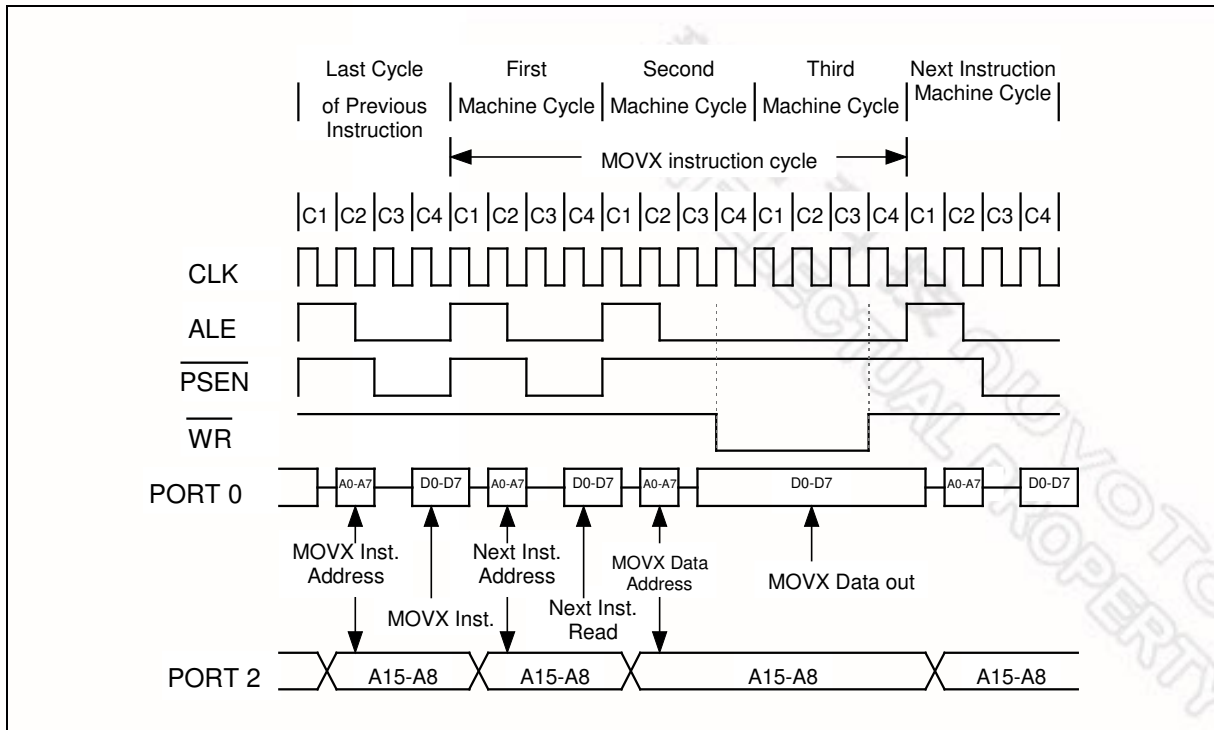 Last Cycle
of Previous
Instruction
First
Machine Cycle
Second
Machine Cycle
Third
Machine Cycle
Next Instruction
Machine Cycle
MOVX instruction cycle
C1 C2 C3 C4 C1 C2 C3 C4 C1 C2 C3 C4 C1 C2 C3 C4 C1 C2 C3 C4
CLK
ALE
PSEN
WR
PORT 0
A0-A7 D0-D7 A0-A7 D0-D7 A0-A7 D0-D7 A0-A7 D0-D7
MOVX Inst.
Address
MOVX Inst.
Next Inst.
Address
Next Inst.
Read
MOVX Data
Address
MOVX Data out
PORT 2
A15-A8 A15-A8 A15-A8 A15-A8